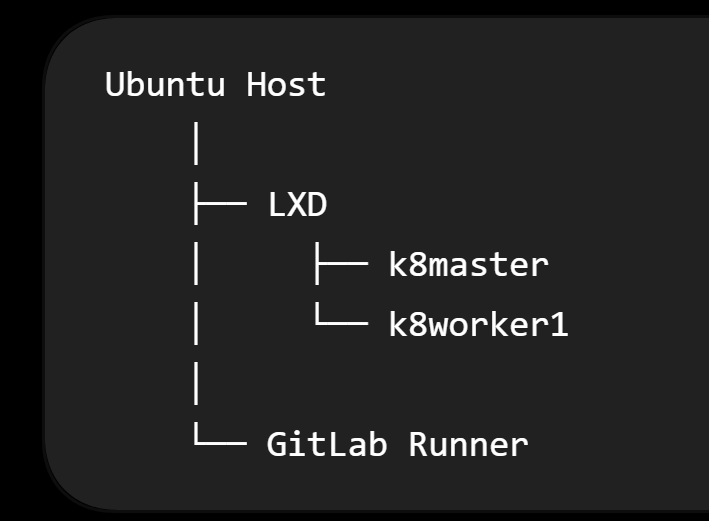 Ubuntu Host
│
├── LXD
│     ├── k8master
│     └── k8worker1
│
└── GitLab Runner